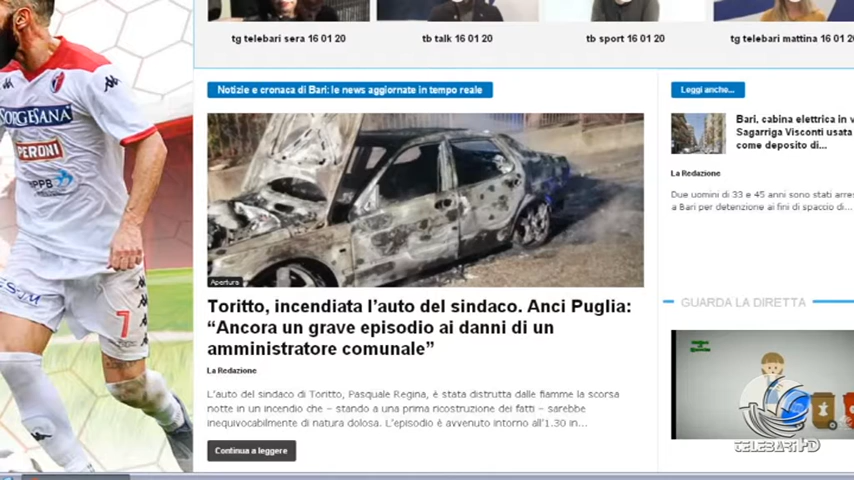 tg telebari sera 16 01 20
tb talk 16 01 20
tb sport 16 01 20
tg telebari mattina 16 01 20
Notizie e cronaca di Bari: le news aggiornate in tempo reale
Apertura
Toritto, incendiata l'auto del sindaco. Anci Puglia:
“Ancora un grave episodio ai danni di un
amministratore comunale”
La Redazione
L'auto del sindaco di Toritto, Pasquale Regina, è stata distrutta dalle fiamme la scorsa
notte in un incendio che – stando a una prima ricostruzione dei fatti – sarebbe
inequivocabilmente di natura dolosa. L'episodio è avvenuto intorno all'1.30 in...
Continua a leggere
Leggi anche...
Bari, cabina elettrica in v
Sagarriga Visconti usata
come deposito di...
La Redazione
Due uomini di 33 e 45 anni sono stati arre
a Bari per detenzione ai fini di spaccio di...
GUARDA LA DIRETTA
TELEBARI HD
SORGESANA
PERONI
PPB
7